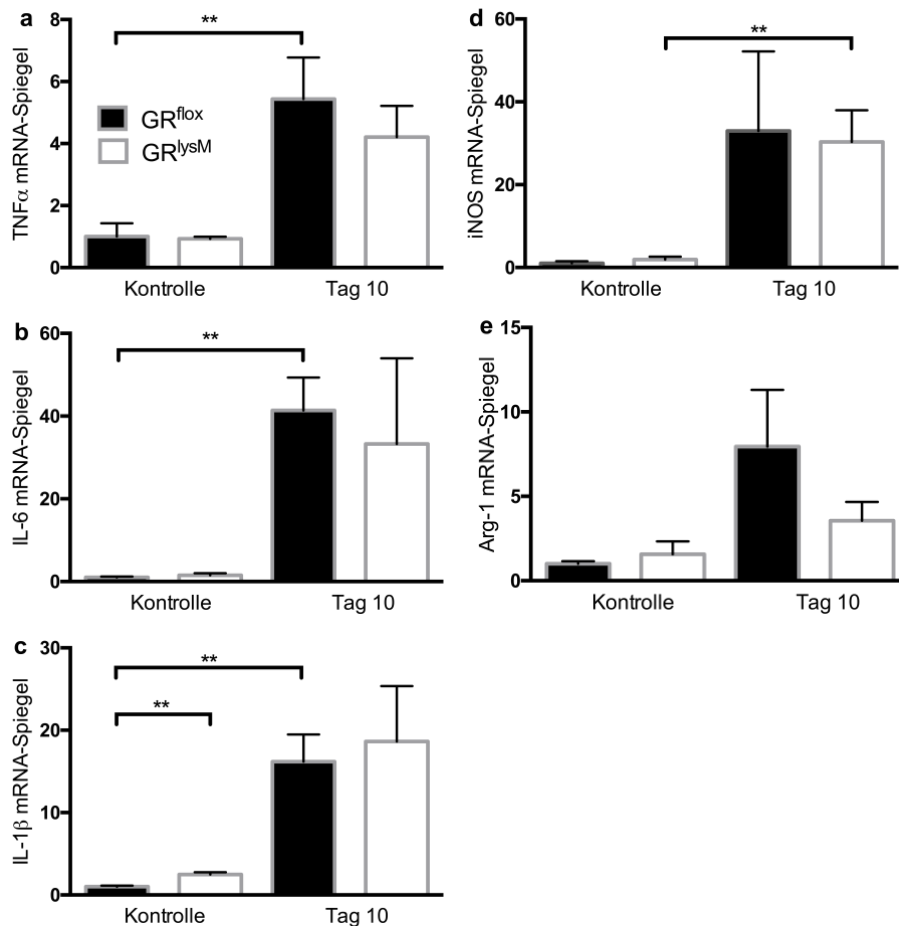 a
TNFα mRNA-Spiegel
8
6
4
2
0
**
GRflox
GRlysM
Kontrolle
Tag 10
b
IL-6 mRNA-Spiegel
60
40
20
0
**
Kontrolle
Tag 10
c
IL-1β mRNA-Spiegel
30
20
10
0
**
**
Kontrolle
Tag 10
d
iNOS mRNA-Spiegel
60
40
20
0
**
Kontrolle
Tag 10
e
Arg-1 mRNA-Spiegel
15
10
5
0
Kontrolle
Tag 10